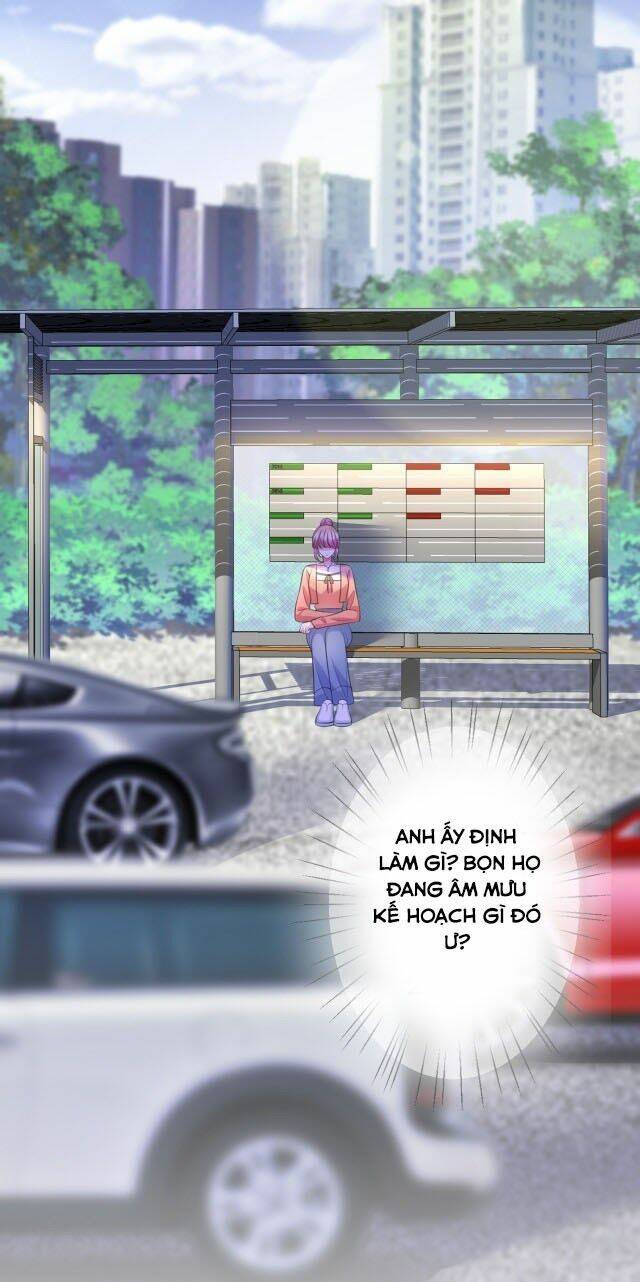 ANH ẤY ĐỊNH
LÀM GÌ? BỌN HỌ
ĐANG ÂM MƯU
KẾ HOẠCH GÌ ĐÓ
Ư?